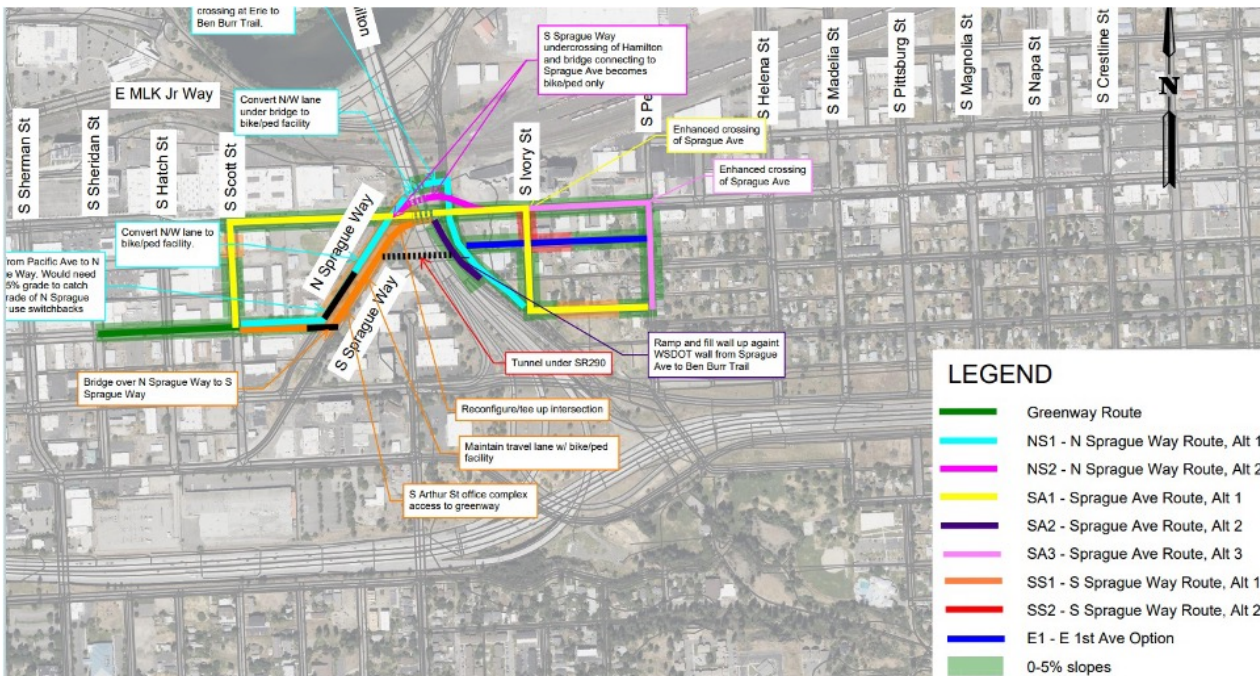 crossing at Erie to
Ben Burr Trail.
S Sprague Way
undercrossing of Hamilton
and bridge connecting to
Sprague Ave becomes
bike/ped only
E MLK Jr Way
Convert N/W lane
under bridge to
bike/ped facility
S Sherman St
S Sheridan St
S Hatch St
S Scott St
S Ivory St
S Helena St
S Madelia St
S Pittsburg St
S Magnolia St
S Napa St
S Crestline St
N
Enhanced crossing
of Sprague Ave
Enhanced crossing
of Sprague Ave
Convert N/W lane to
bike/ped facility.
N Sprague Way
S Sprague Way
from Pacific Ave to N
Way. Would need
5% grade to catch
of N Sprague
use switchbacks
Tunnel under SR290
Ramp and fill wall up againt
WSDOT wall from Sprague
Ave to Ben Burr Trail
Bridge over N Sprague Way to S
Sprague Way
Reconfigure/tee up intersection
Maintain travel lane w/ bike/ped
facility
S Arthur St office complex
access to greenway
LEGEND
Greenway Route
NS1 - N Sprague Way Route, Alt 1
NS2 - N Sprague Way Route, Alt 2
SA1 - Sprague Ave Route, Alt 1
SA2 - Sprague Ave Route, Alt 2
SA3 - Sprague Ave Route, Alt 3
SS1 - S Sprague Way Route, Alt 1
SS2 - S Sprague Way Route, Alt 2
E1 - E 1st Ave Option
0-5% slopes